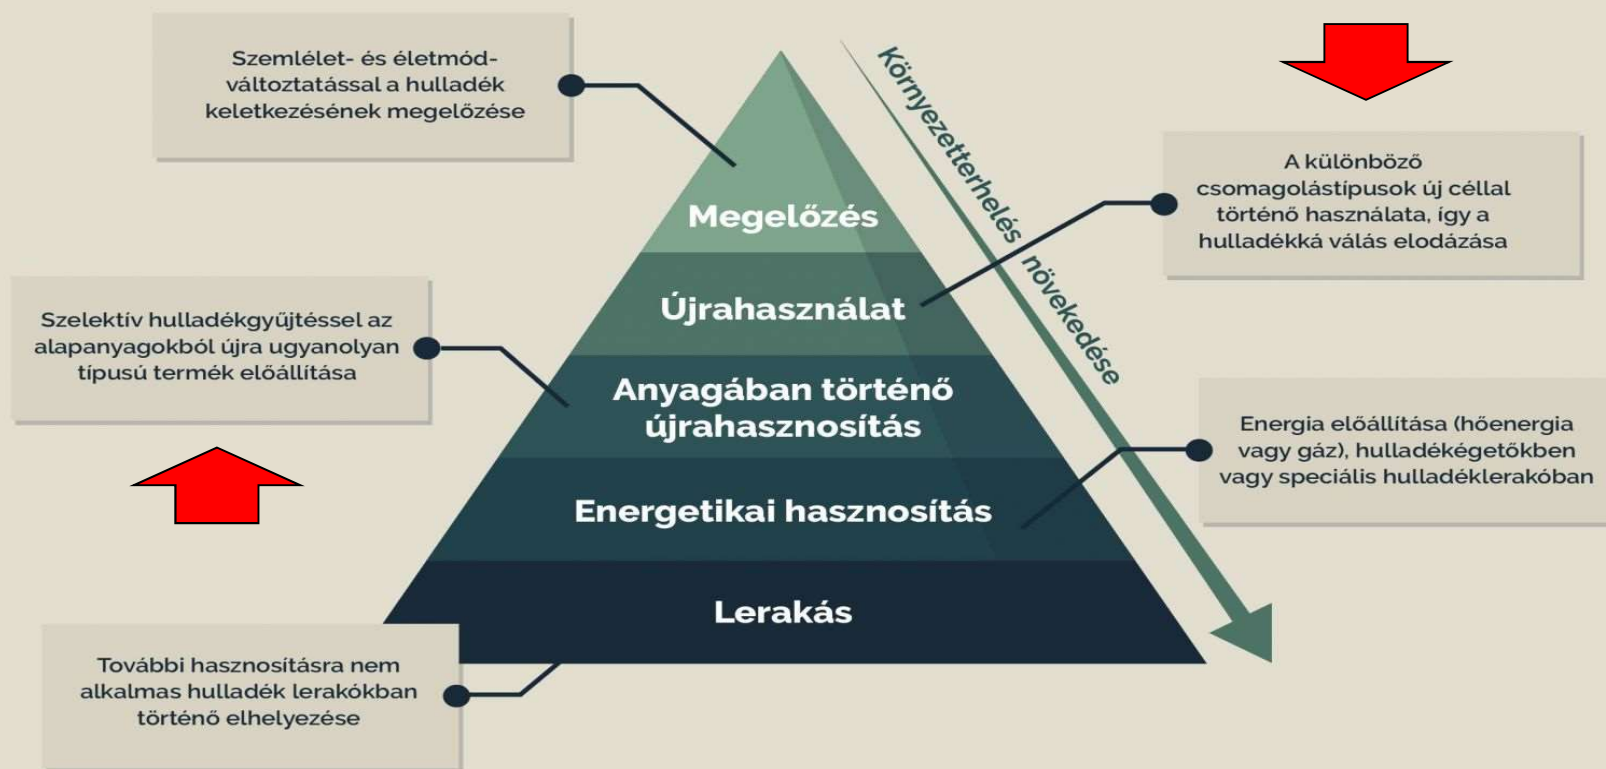 Szemlélet- és életmód-
változtatással a hulladék
keletkezésének megelőzése
Környezetterhelés növekedése
A különböző
csomagolástípusok új céllal
történő használata, így a
hulladékká válás elodázása
Megelőzés
Újrahasználat
Szelektív hulladékgyűjtéssel az
alapanyagokból újra ugyanolyan
típusú termék előállítása
Anyagában történő
újrahasznosítás
Energia előállítása (hőenergia
vagy gáz), hulladékégetőkben
vagy speciális hulladéklerakóban
Energetikai hasznosítás
Lerakás
További hasznosításra nem
alkalmas hulladék lerakókban
történő elhelyezése